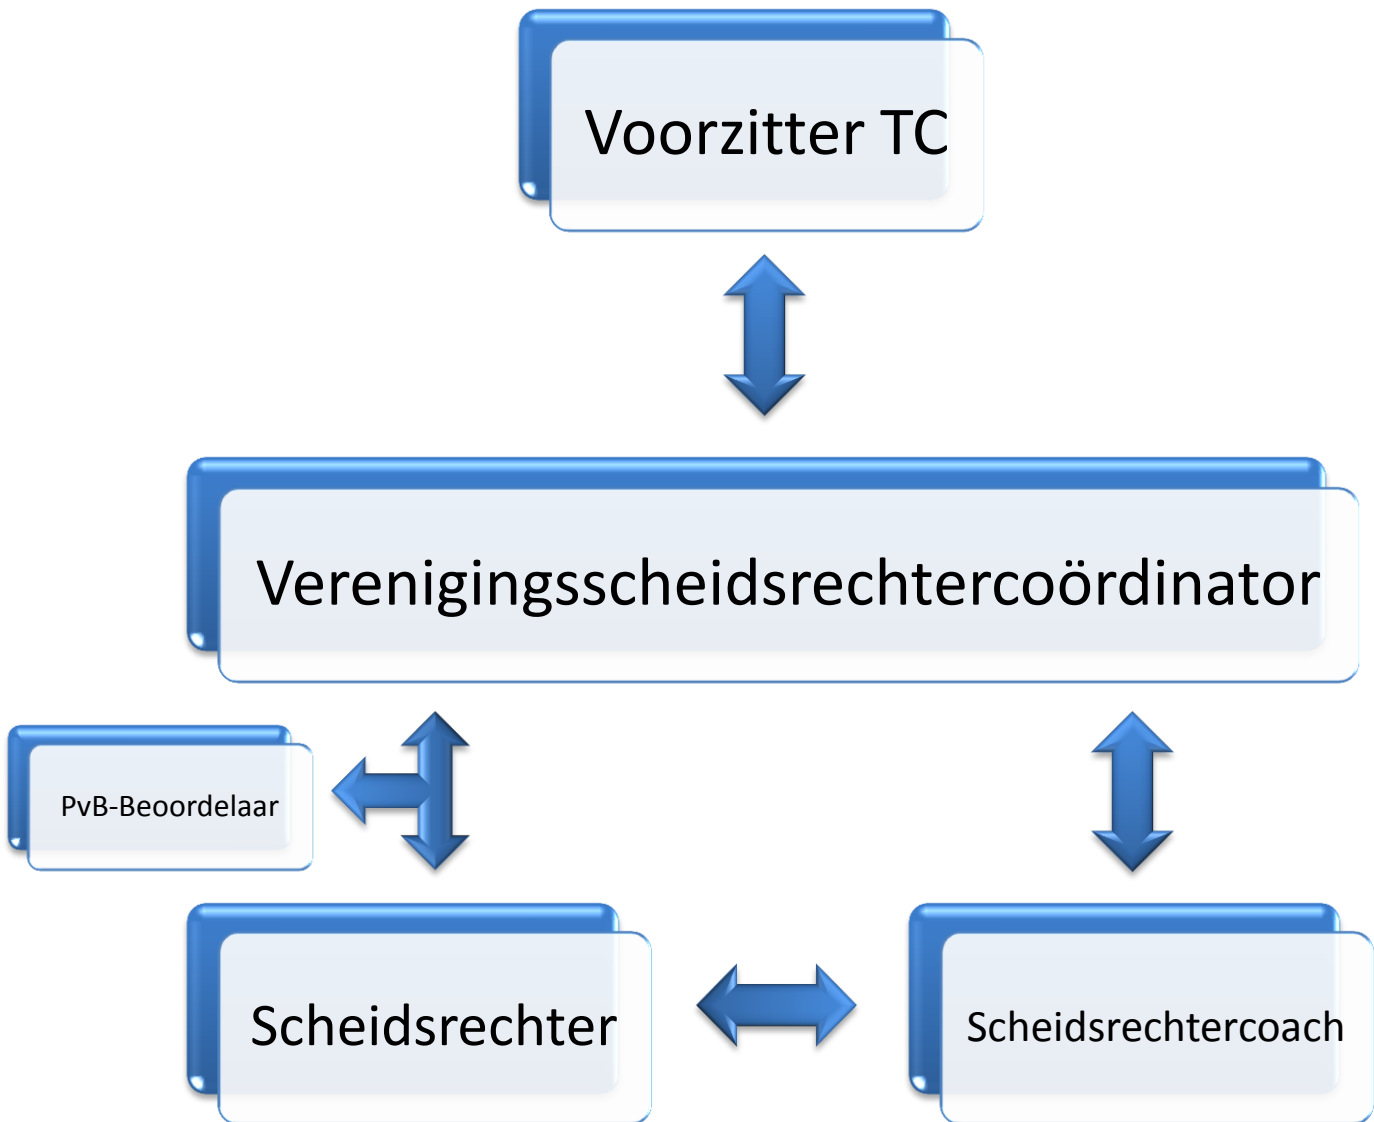 Voorzitter TC
Verenigingsscheidsrechtercoördinator
PvB-Beoordelaar
Scheidsrechter
Scheidsrechtercoach